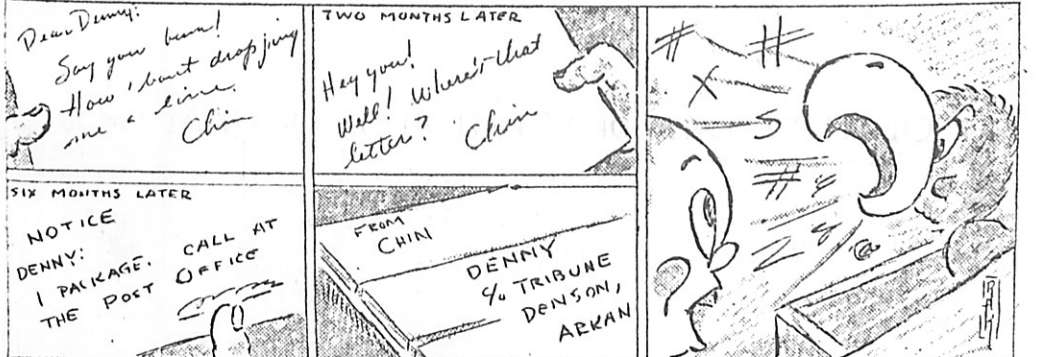 Dear Denny:
Say you bum!
How 'bout dropping
me a line.
Chin
TWO MONTHS LATER
Hey you!
Well! Where's that
letter?
Chin
SIX MONTHS LATER
NOTICE
DENNY:
1 PACKAGE. CALL AT
THE POST OFFICE
FROM
CHIN
DENNY
c/o TRIBUNE
DENSON,
ARKAN
# #
X
S
#
&
Z & @